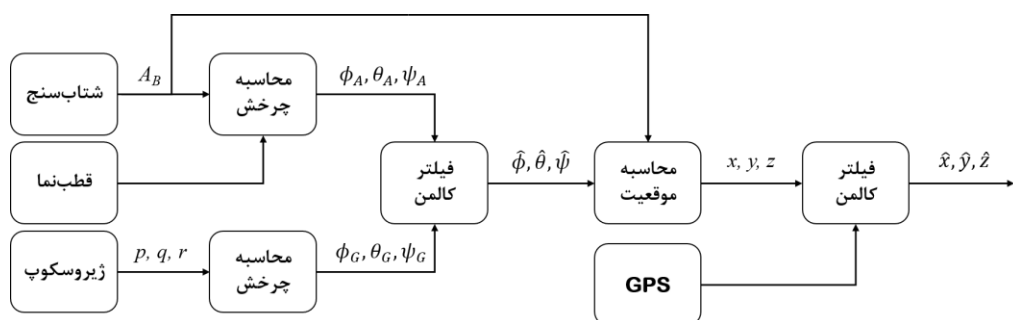 شتاب‌سنج
A_B
محاسبه
چرخش
ϕ_A, θ_A, ψ_A
قطب‌نما
فیلتر
کالمن
ϕ̂, θ̂, ψ̂
محاسبه
موقعیت
x, y, z
فیلتر
کالمن
x̂, ŷ, ẑ
ژیروسکوپ
p, q, r
محاسبه
چرخش
ϕ_G, θ_G, ψ_G
GPS